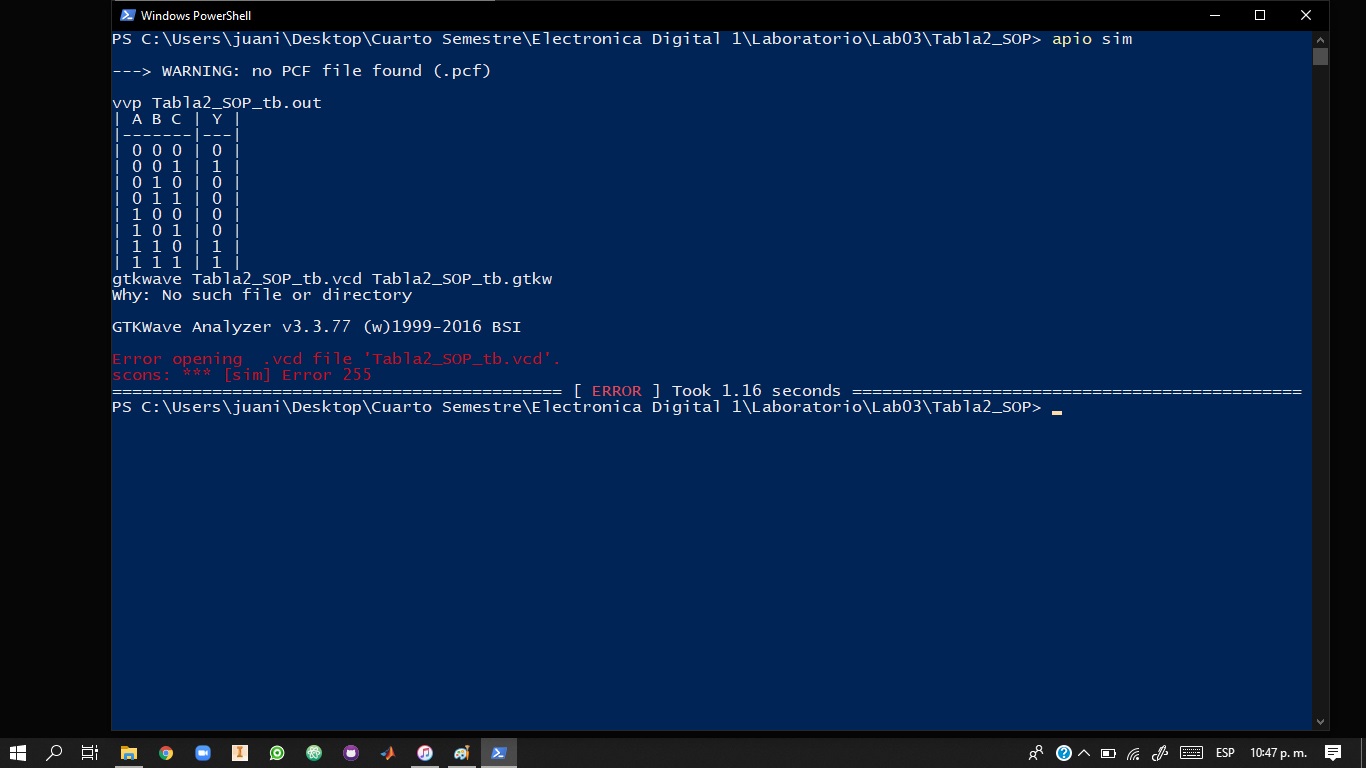 Windows PowerShell
PS C:\Users\juani\Desktop\Cuarto Semestre\Electronica Digital 1\Laboratorio\Lab03\Tabla2_SOP> apio sim
---> WARNING: no PCF file found (.pcf)
vvp Tabla2_SOP_tb.out
| A B C | Y |
|-------|---|
| 0 0 0 | 0 |
| 0 0 1 | 1 |
| 0 1 0 | 0 |
| 0 1 1 | 0 |
| 1 0 0 | 0 |
| 1 0 1 | 0 |
| 1 1 0 | 1 |
| 1 1 1 | 1 |
gtkwave Tabla2_SOP_tb.vcd Tabla2_SOP_tb.gtkw
Why: No such file or directory
GTKWave Analyzer v3.3.77 (w)1999-2016 BSI
Error opening  .vcd file 'Tabla2_SOP_tb.vcd'.
scons: *** [sim] Error 255
============================================= [ ERROR ] Took 1.16 seconds =============================================
PS C:\Users\juani\Desktop\Cuarto Semestre\Electronica Digital 1\Laboratorio\Lab03\Tabla2_SOP>
ESP 10:47 p. m.